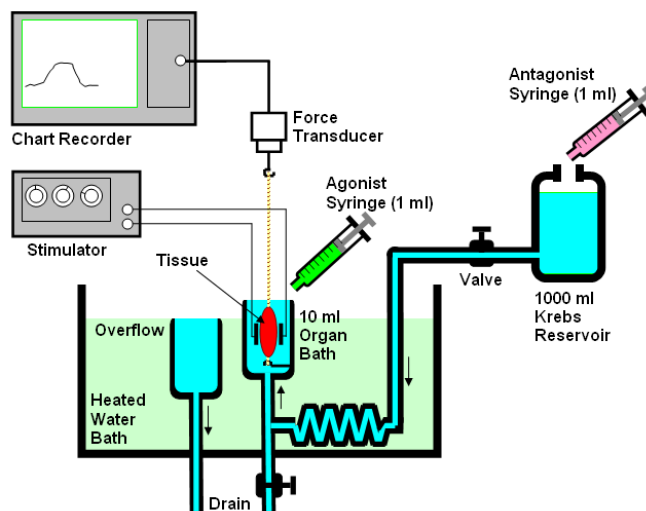 Chart Recorder
Force
Transducer
Antagonist
Syringe (1 ml)
Stimulator
Agonist
Syringe (1 ml)
Tissue
Valve
1000 ml
Krebs
Reservoir
Overflow
10 ml
Organ
Bath
Heated
Water
Bath
Drain